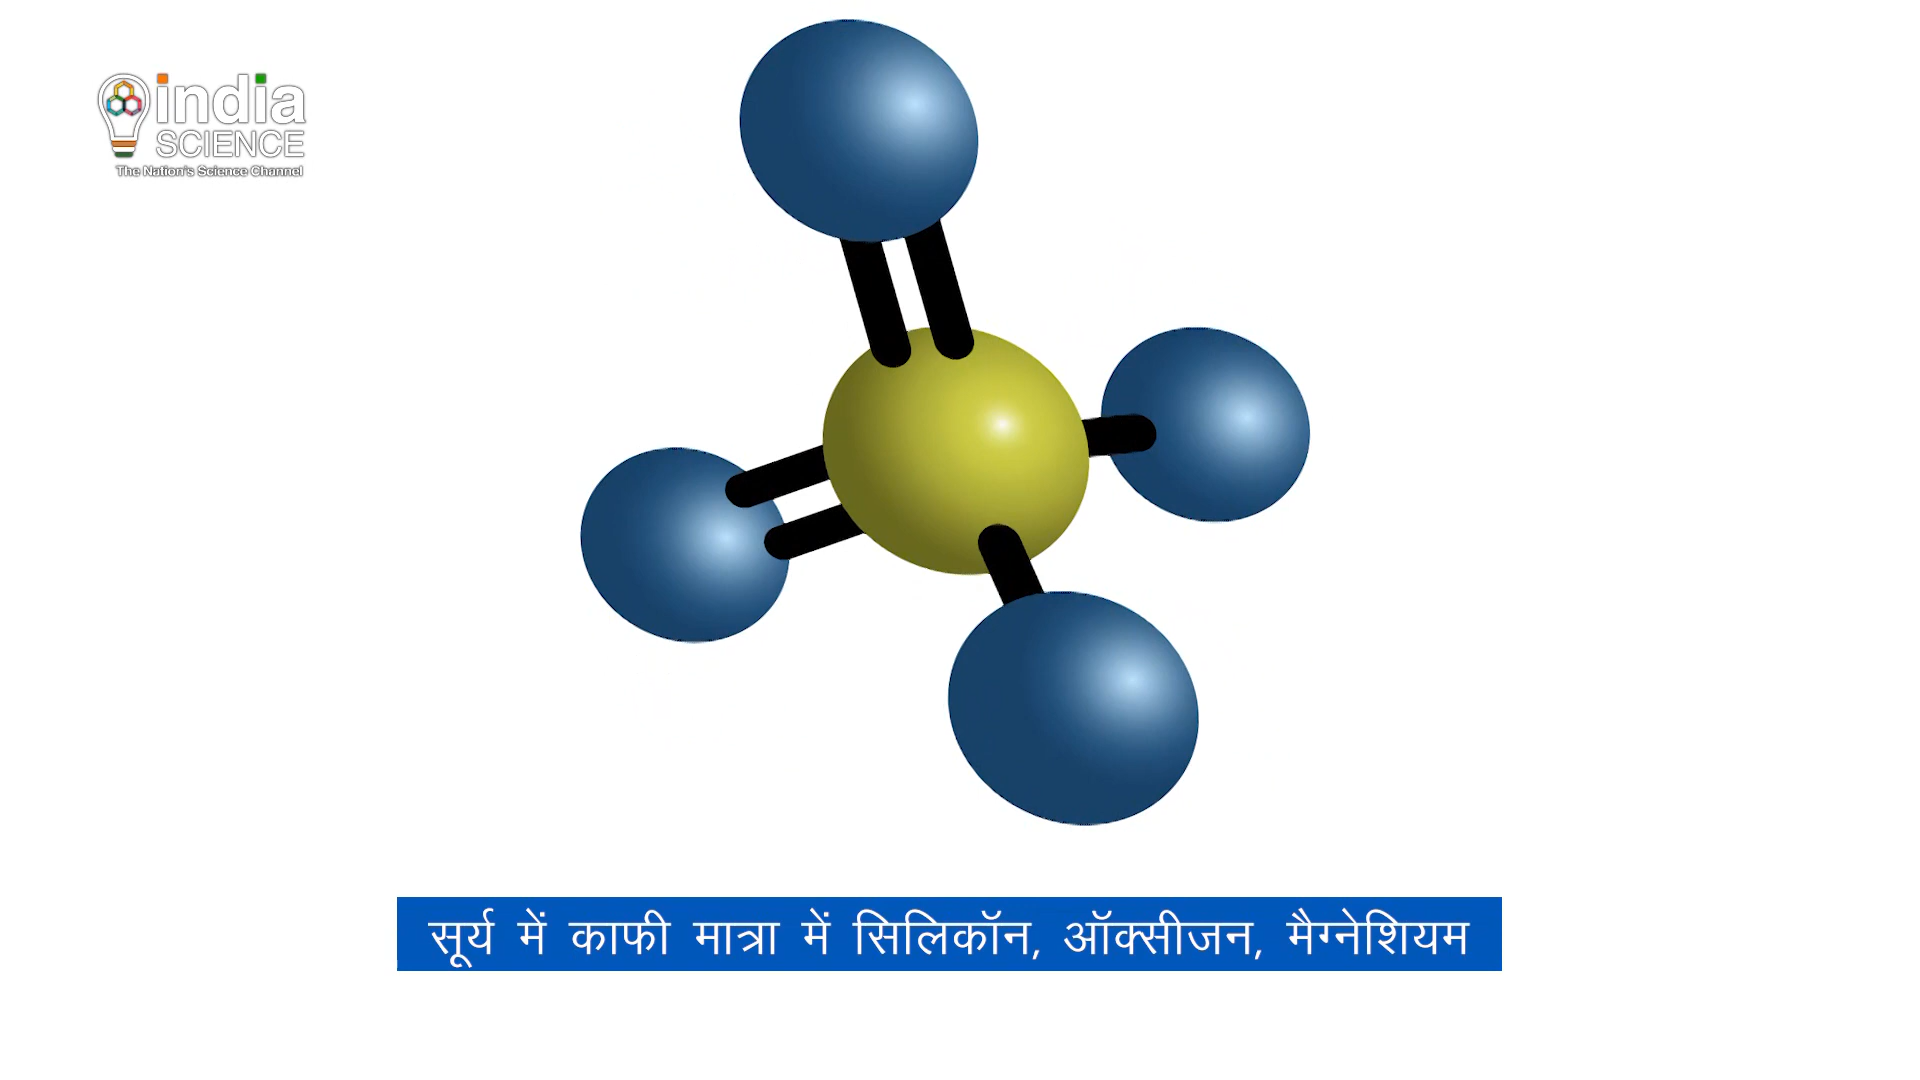 india
SCIENCE
The Nation's Science Channel
सूर्य में काफी मात्रा में सिलिकॉन, ऑक्सीजन, मैग्नेशियम